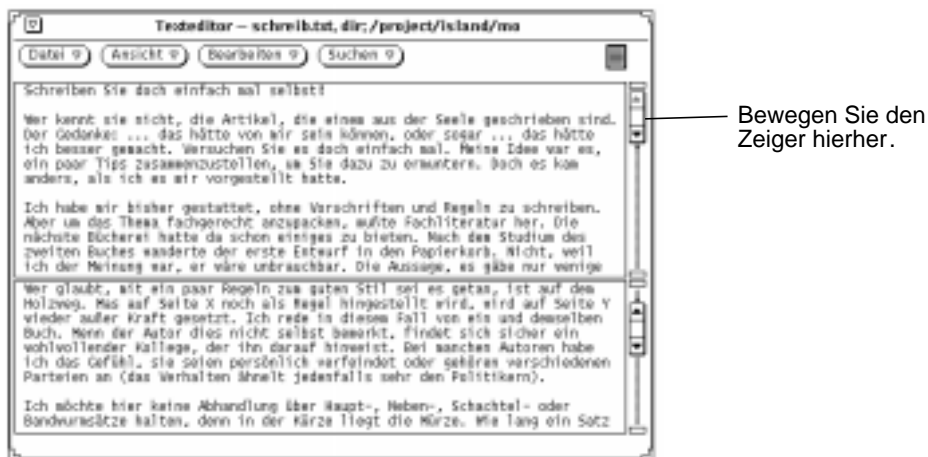 Texteditor – schreib.txt, dir; /project/island/mo
Datei Ansicht Bearbeiten Suchen
Schreiben Sie doch einfach mal selbst!
Wer kennt sie nicht, die Artikel, die einem aus der Seele geschrieben sind.
Der Gedanke: ... das hätte von mir sein können, oder sogar ... das hätte
ich besser gemacht. Versuchen Sie es doch einfach mal. Meine Idee war es,
ein paar Tips zusammenzustellen, um Sie dazu zu ermuntern. Doch es kam
anders, als ich es mir vorgestellt hatte.
Ich habe mir bisher gestattet, ohne Vorschriften und Regeln zu schreiben.
Aber um das Thema fachgerecht anzupacken, mußte Fachliteratur her. Die
nächste Bücherei hatte da schon einiges zu bieten. Nach dem Studium des
zweiten Buches wanderte der erste Entwurf in den Papierkorb. Nicht, weil
ich der Meinung war, er wäre unbrauchbar. Die Aussage, es gäbe nur wenige
Wer glaubt, mit ein paar Regeln zum guten Stil sei es getan, ist auf dem
Holzweg. Was auf Seite X noch als Regel hingestellt wird, wird auf Seite Y
wieder außer Kraft gesetzt. Ich rede in diesem Fall von ein und demselben
Buch. Wenn der Autor dies nicht selbst bemerkt, findet sich sicher ein
wohlwollender Kollege, der ihn darauf hinweist. Bei manchen Autoren habe
ich das Gefühl, sie seien persönlich verfeindet oder gehören verschiedenen
Parteien an (das Verhalten ähnelt jedenfalls sehr den Politikern).
Ich möchte hier keine Abhandlung über Haupt-, Neben-, Schachtel- oder
Bandwurmsätze halten, denn in der Kürze liegt die Würze. Wie lang ein Satz
Bewegen Sie den
Zeiger hierher.